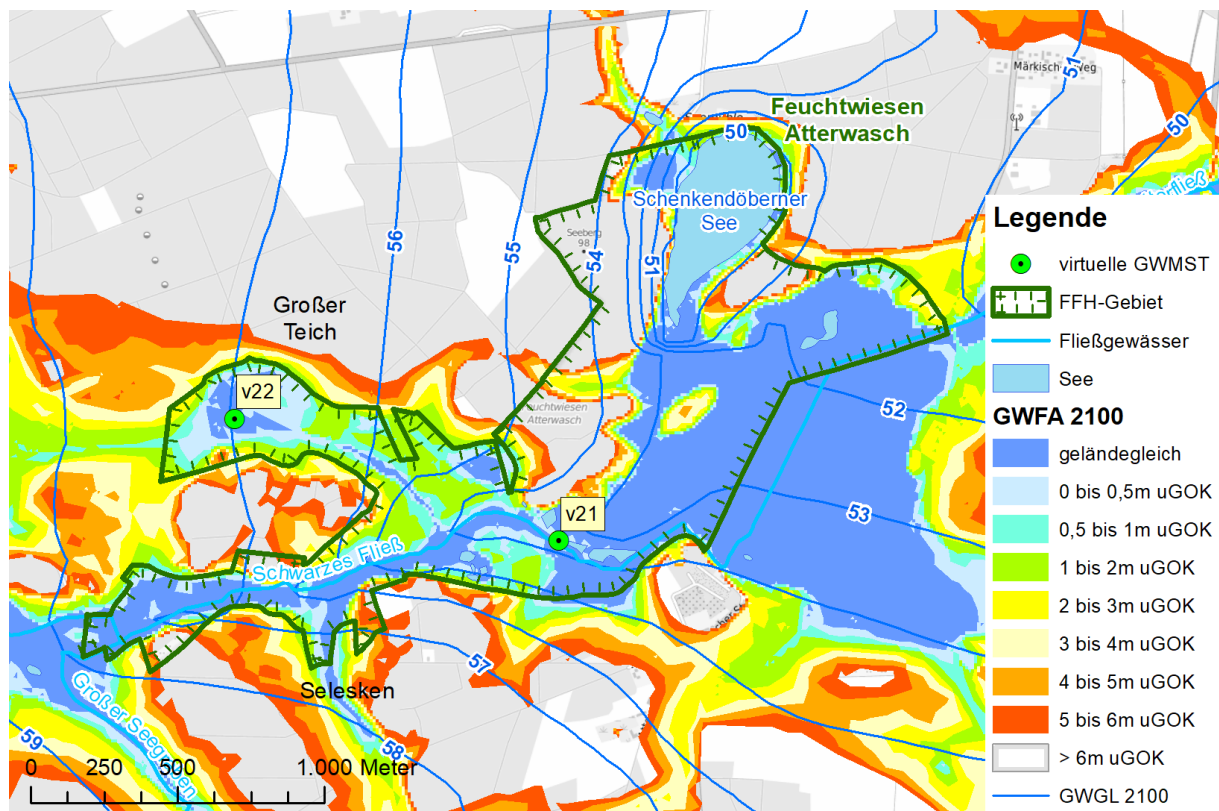 Märkischer Weg
51
50
Feuchtwiesen
Atterwasch
50
Schenkendöberner
See
Seeberg
98
56
55
54
51
Großer
Teich
v22
Feuchtwiesen
Atterwasch
v21
52
53
Schwarzes Fließ
Selesken
57
58
59
Großer Seegraben
0 250 500 1.000 Meter
Legende
virtuelle GWMST
FFH-Gebiet
Fließgewässer
See
GWFA 2100
geländegleich
0 bis 0,5m uGOK
0,5 bis 1m uGOK
1 bis 2m uGOK
2 bis 3m uGOK
3 bis 4m uGOK
4 bis 5m uGOK
5 bis 6m uGOK
> 6m uGOK
GWGL 2100